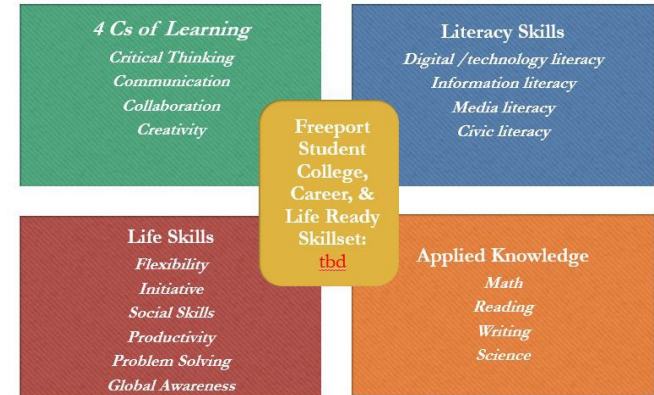 4 Cs of Learning
Critical Thinking
Communication
Collaboration
Creativity
Literacy Skills
Digital /technology literacy
Information literacy
Media literacy
Civic literacy
Freeport
Student
College,
Career, &
Life Ready
Skillset:
tbd
Life Skills
Flexibility
Initiative
Social Skills
Productivity
Problem Solving
Global Awareness
Applied Knowledge
Math
Reading
Writing
Science